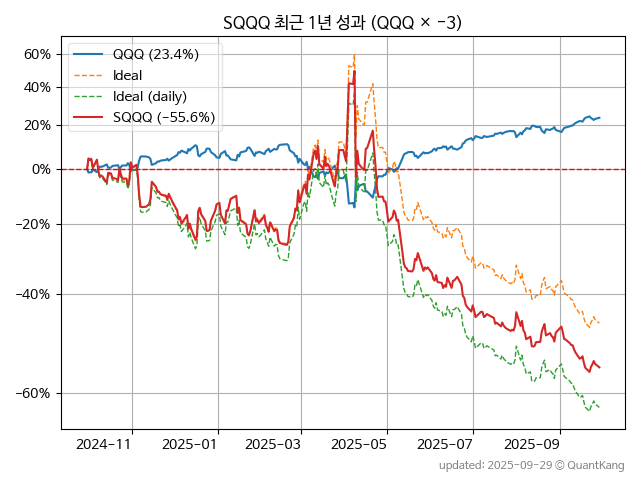 SQQQ 최근 1년 성과 (QQQ × −3)
QQQ (23.4%)
Ideal
Ideal (daily)
SQQQ (−55.6%)
60%
40%
20%
0%
−20%
−40%
−60%
2024−11
2025−01
2025−03
2025−05
2025−07
2025−09
updated: 2025−09−29 © QuantKang